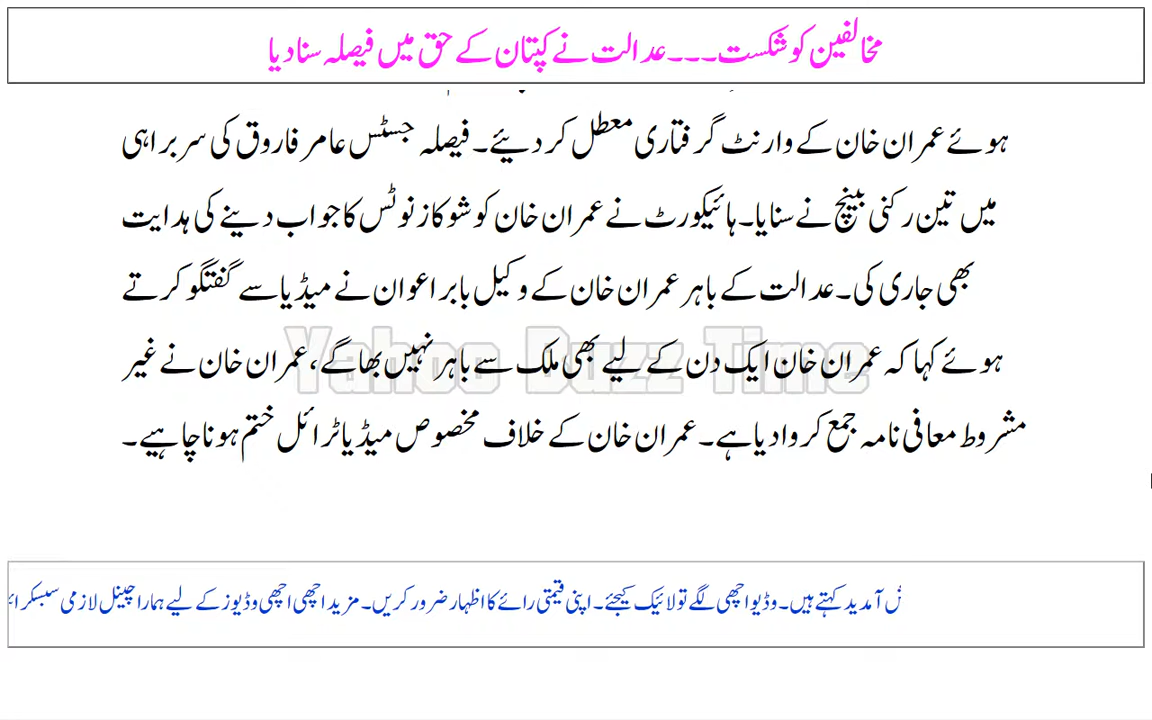 مخالفین کو شکست۔۔۔عدالت نے کپتان کے حق میں فیصلہ سنا دیا
ہوئے عمران خان کے وارنٹ گرفتاری معطل کر دیئے۔ فیصلہ جسٹس عامر فاروق کی سربراہی
میں تین رکنی بینچ نے سنایا۔ ہائیکورٹ نے عمران خان کو شوکاز نوٹس کا جواب دینے کی ہدایت
بھی جاری کی۔ عدالت کے باہر عمران خان کے وکیل بابر اعوان نے میڈیا سے گفتگو کرتے
ہوئے کہا کہ عمران خان ایک دن کے لیے بھی ملک سے باہر نہیں بھاگے، عمران خان نے غیر
Yahoo Buzz Time
مشروط معافی نامہ جمع کروا دیا ہے۔ عمران خان کے خلاف مخصوص میڈیا ٹرائل ختم ہونا چاہیے۔
آمدید کہتے ہیں۔ وڈیو اچھی لگے تو لائیک کیجئے۔ اپنی قیمتی رائے کا اظہار ضرور کریں۔ مزید اچھی اچھی وڈیوز کے لیے ہمارا چینل لازمی